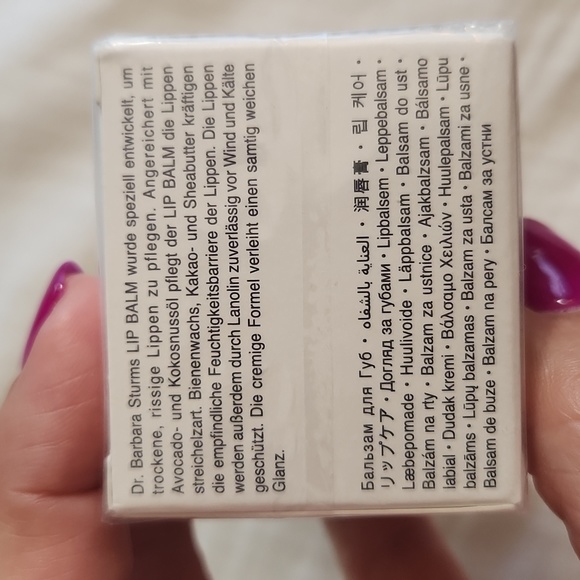 Dr. Barbara Sturms LIP BALM wurde speziell entwickelt, um
trockene, rissige Lippen zu pflegen. Angereichert mit
Avocado- und Kokosnussöl pflegt der LIP BALM die Lippen
streichelzart. Bienenwachs, Kakao- und Sheabutter kräftigen
die empfindliche Feuchtigkeitsbarriere der Lippen. Die Lippen
werden außerdem durch Lanolin zuverlässig vor Wind und Kälte
geschützt. Die cremige Formel verleiht einen samtig weichen
Glanz.
Бальзам для Губ • العناية بالشفاه • 润唇膏 • 립 케어 •
リップケア • Догляд за губами • Lipbalsem • Leppebalsam •
Læbepomade • Huulivoide • Läppbalsam • Balsam do ust •
Balzám na rty • Balzam za ustnice • Ajakbalzsam • Bálsamo
labial • Dudak kremi • Βάλσαμο Χειλιών • Huulepalsam • Lūpu
balzāms • Lūpų balzamas • Balzam za usta • Balzami za usne •
Balsam de buze • Balzam na pery • Балсам за устни